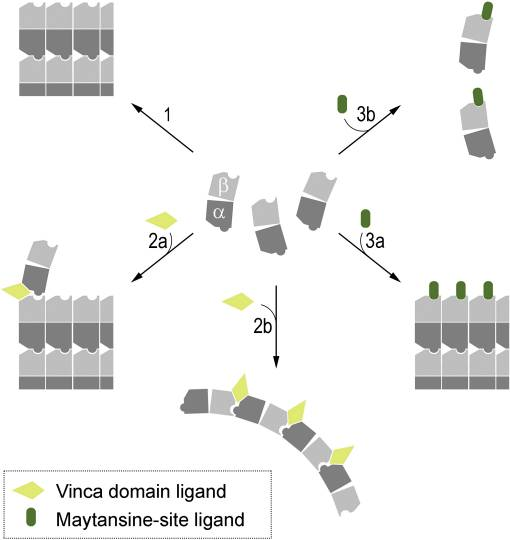 1
3b
β
α
2a
3a
2b
Vinca domain ligand
Maytansine-site ligand